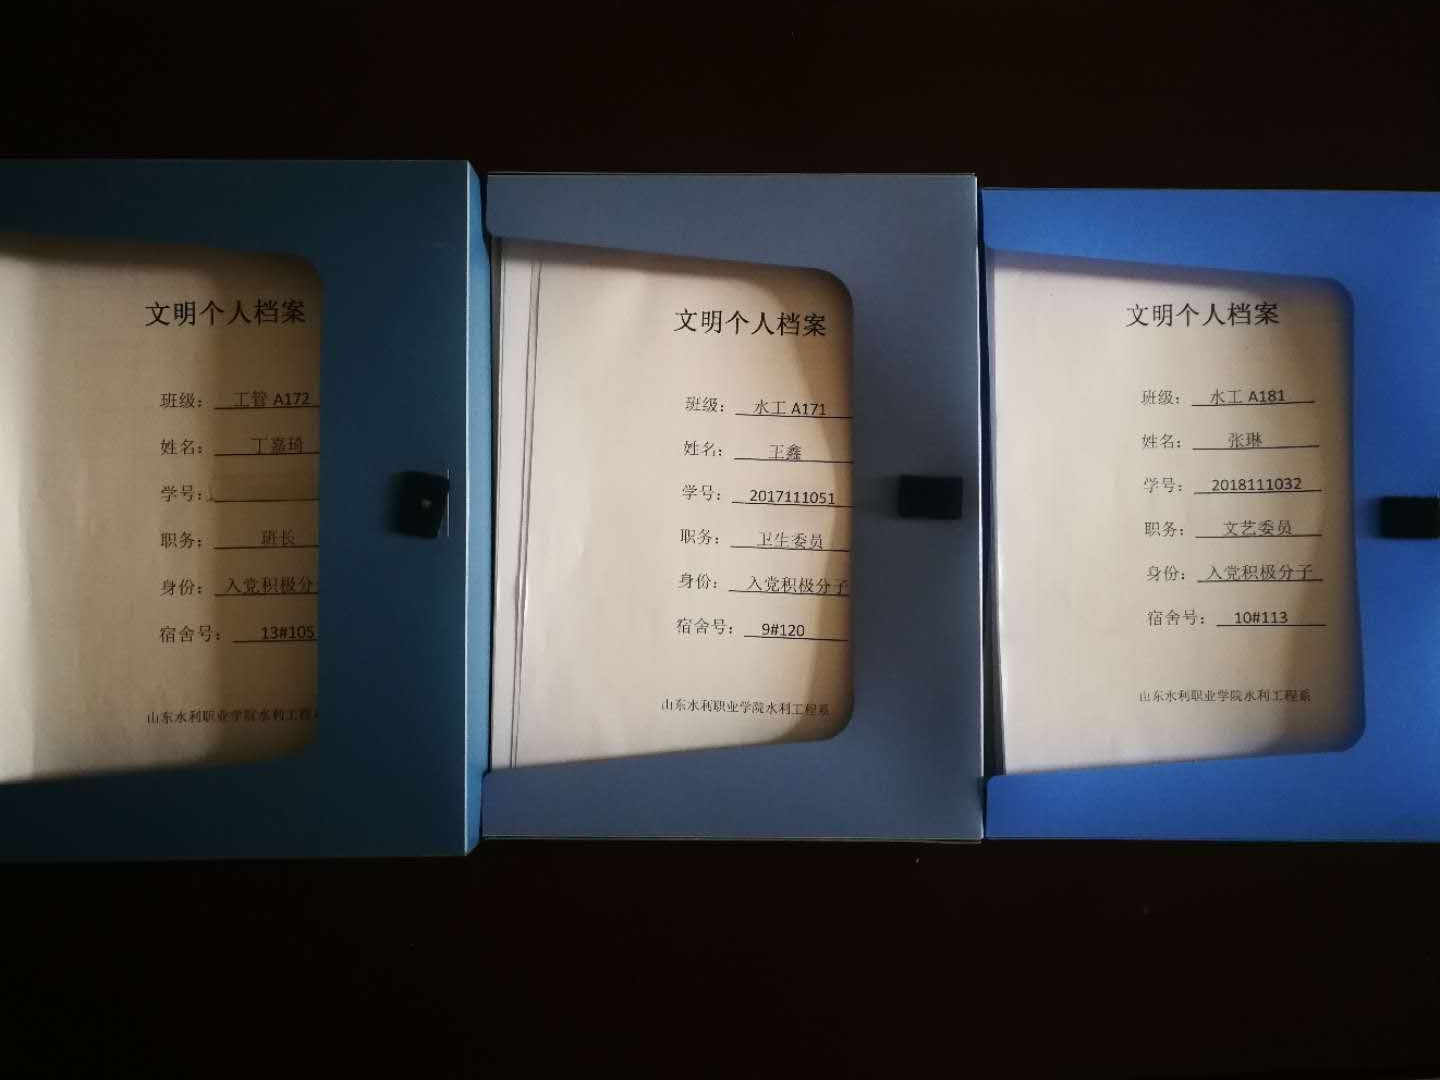 文明个人档案
班级：工管 A172
姓名：丁嘉琦
学号：
职务：班长
身份：入党积极分
宿舍号：13#105
山东水利职业学院水利工程
文明个人档案
班级：水工 A171
姓名：王鑫
学号：2017111051
职务：卫生委员
身份：入党积极分子
宿舍号：9#120
山东水利职业学院水利工程系
文明个人档案
班级：水工 A181
姓名：张琳
学号：2018111032
职务：文艺委员
身份：入党积极分子
宿舍号：10#113
山东水利职业学院水利工程系